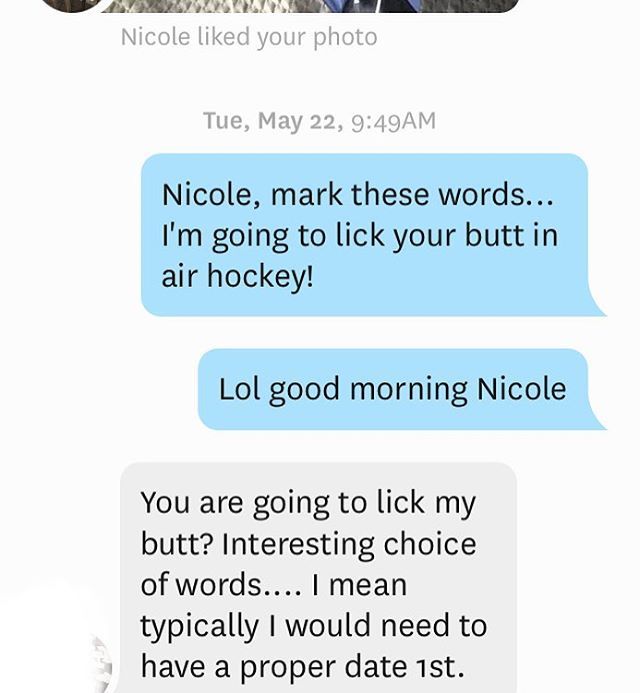 Nicole liked your photo
Tue, May 22, 9:49AM
Nicole, mark these words...
I'm going to lick your butt in
air hockey!
Lol good morning Nicole
You are going to lick my
butt? Interesting choice
of words.... I mean
typically I would need to
have a proper date 1st.